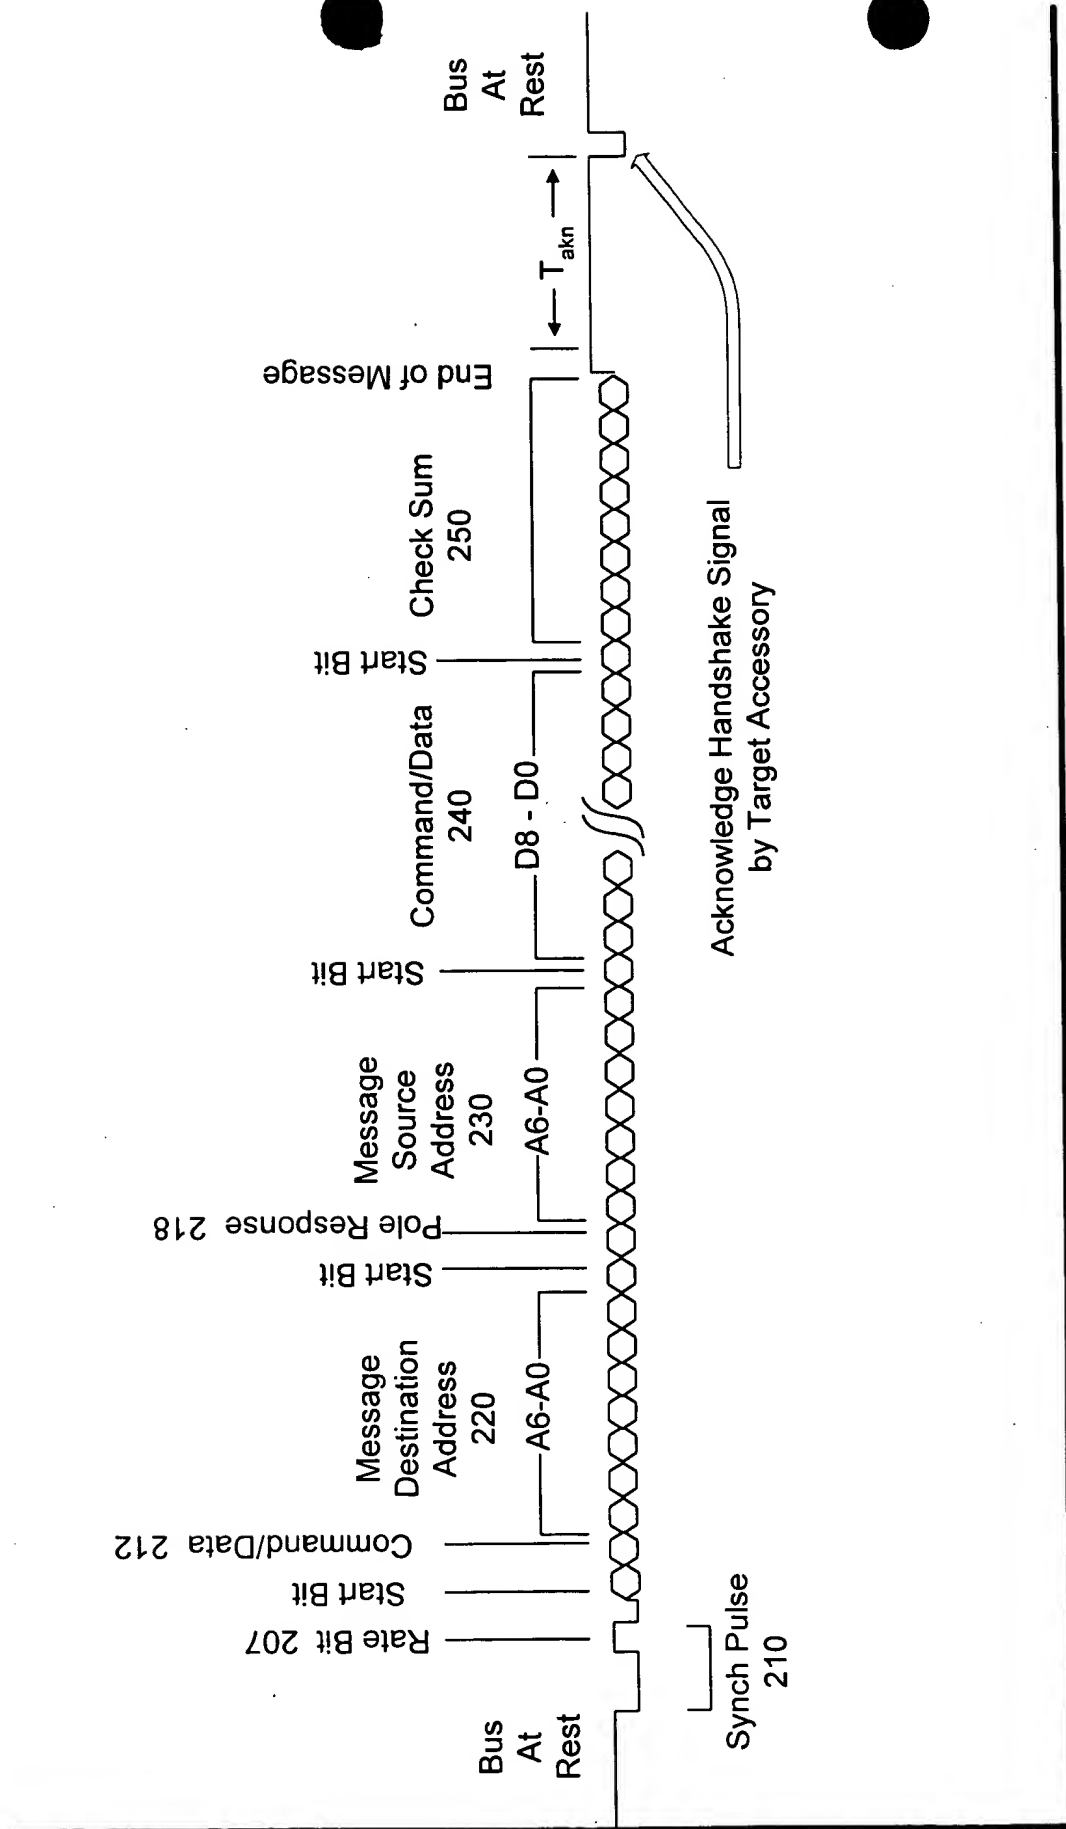 Bus
At
Rest
Synch Pulse
210
Rate Bit 207
Start Bit
Command/Data 212
Message
Destination
Address
220
A6-A0
Start Bit
Pole Response 218
Message
Source
Address
230
A6-A0
Start Bit
Command/Data
240
D8 - D0
Start Bit
Check Sum
250
End of Message
Takn
Bus
At
Rest
Acknowledge Handshake Signal
by Target Accessory